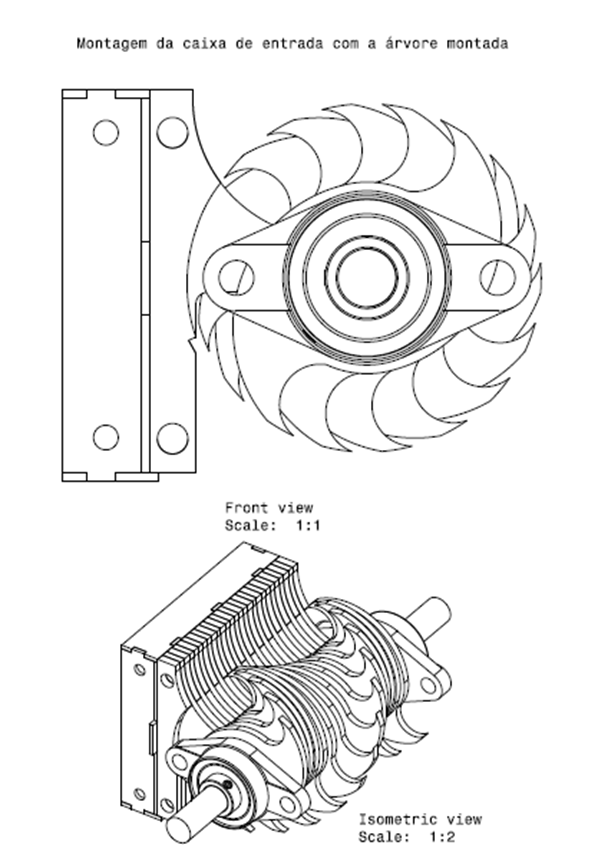 Montagem da caixa de entrada com a árvore montada
Front view
Scale: 1:1
Isometric view
Scale: 1:2